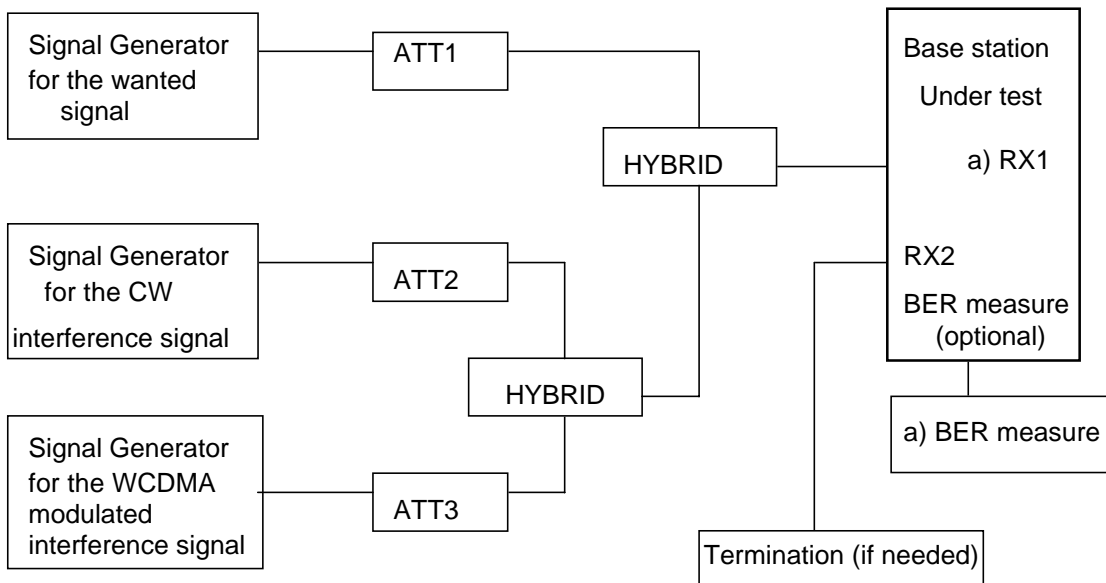 Signal Generator
for the wanted
signal
ATT1
HYBRID
Base station
Under test
a) RX1
RX2
BER measure
(optional)
Signal Generator
for the CW
interference signal
ATT2
HYBRID
a) BER measure
Signal Generator
for the WCDMA
modulated
interference signal
ATT3
Termination (if needed)